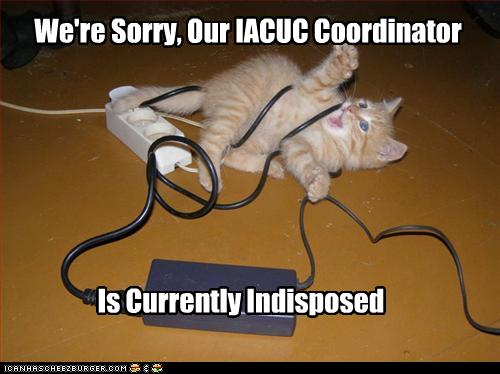 We're Sorry, Our IACUC Coordinator
Is Currently Indisposed
ICANHASCHEEZBURGER.COM